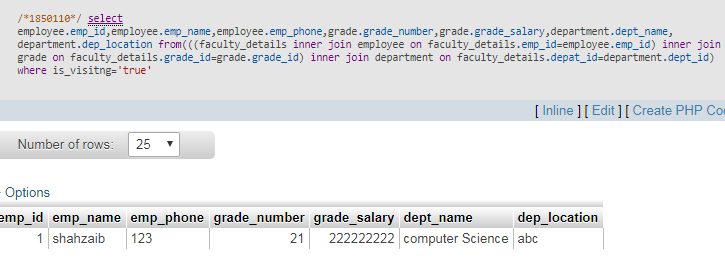 /*1850110*/ select
employee.emp_id,employee.emp_name,employee.emp_phone,grade.grade_number,grade.grade_salary,department.dept_name,
department.dep_location from(((faculty_details inner join employee on faculty_details.emp_id=employee.emp_id) inner join
grade on faculty_details.grade_id=grade.grade_id) inner join department on faculty_details.depat_id=department.dept_id)
where is_visitng='true'
[ Inline ] [ Edit ] [ Create PHP Co
Number of rows: 25
Options
emp_id emp_name emp_phone grade_number grade_salary dept_name dep_location
1 shahzaib 123 21 222222222 computer Science abc